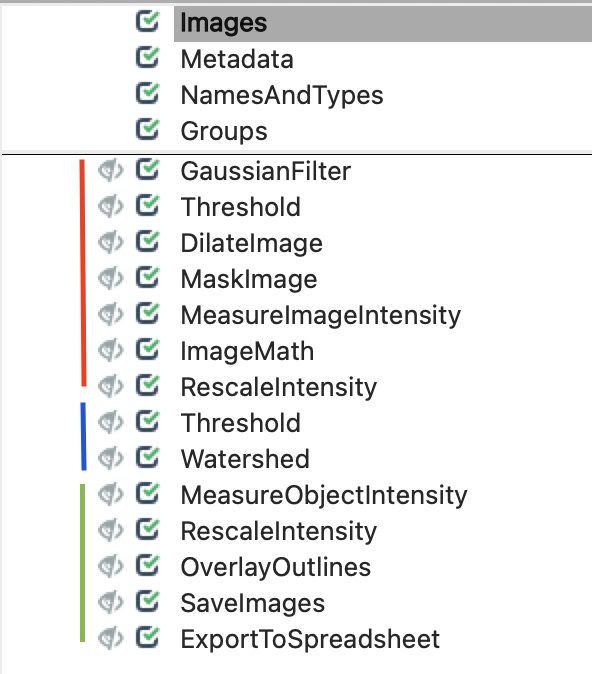 Images
Metadata
NamesAndTypes
Groups
GaussianFilter
Threshold
DilateImage
MaskImage
MeasureImageIntensity
ImageMath
RescaleIntensity
Threshold
Watershed
MeasureObjectIntensity
RescaleIntensity
OverlayOutlines
SaveImages
ExportToSpreadsheet